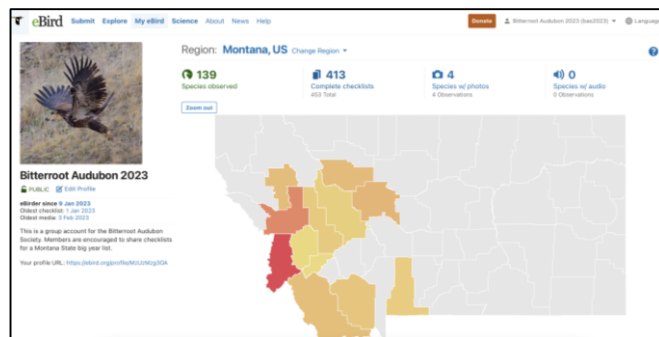 eBird Submit Explore My eBird Science About News Help Donate Bitterroot Audubon 2023 (bas2023) Language
Region: Montana, US Change Region
139
Species observed
413
Complete checklists
453 Total
4
Species w/ photos
4 Observations
0
Species w/ audio
0 Observations
Zoom out
Bitterroot Audubon 2023
PUBLIC Edit Profile
eBirder since 9 Jan 2023
Oldest checklist: 1 Jan 2023
Oldest media: 3 Feb 2023
This is a group account for the Bitterroot Audubon
Society. Members are encouraged to share checklists
for a Montana State big year list.
Your profile URL: